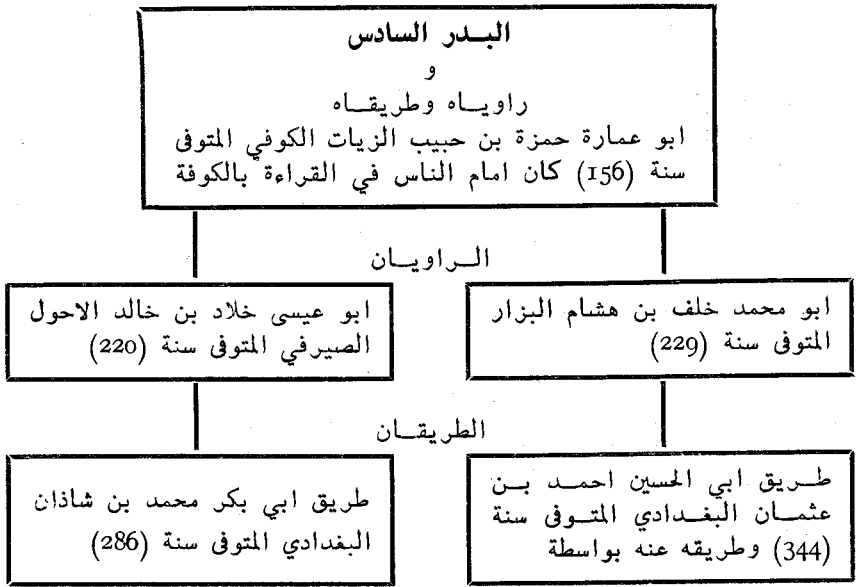 البدر السادس
و
راوياه وطريقاه
ابو عمارة حمزة بن حبيب الزيات الكوفي المتوفى
سنة (156) كان امام الناس في القراءة بالكوفة
الراويان
ابو محمد خلف بن هشام البزار
المتوفى سنة (229)
ابو عيسى خلاد بن خالد الاحول
الصيرفي المتوفى سنة (220)
الطريقان
طريق ابي الحسين احمد بن
عثمان البغدادي المتوفى سنة
(344) وطريقه عنه بواسطة
طريق ابي بكر محمد بن شاذان
البغدادي المتوفى سنة (286)